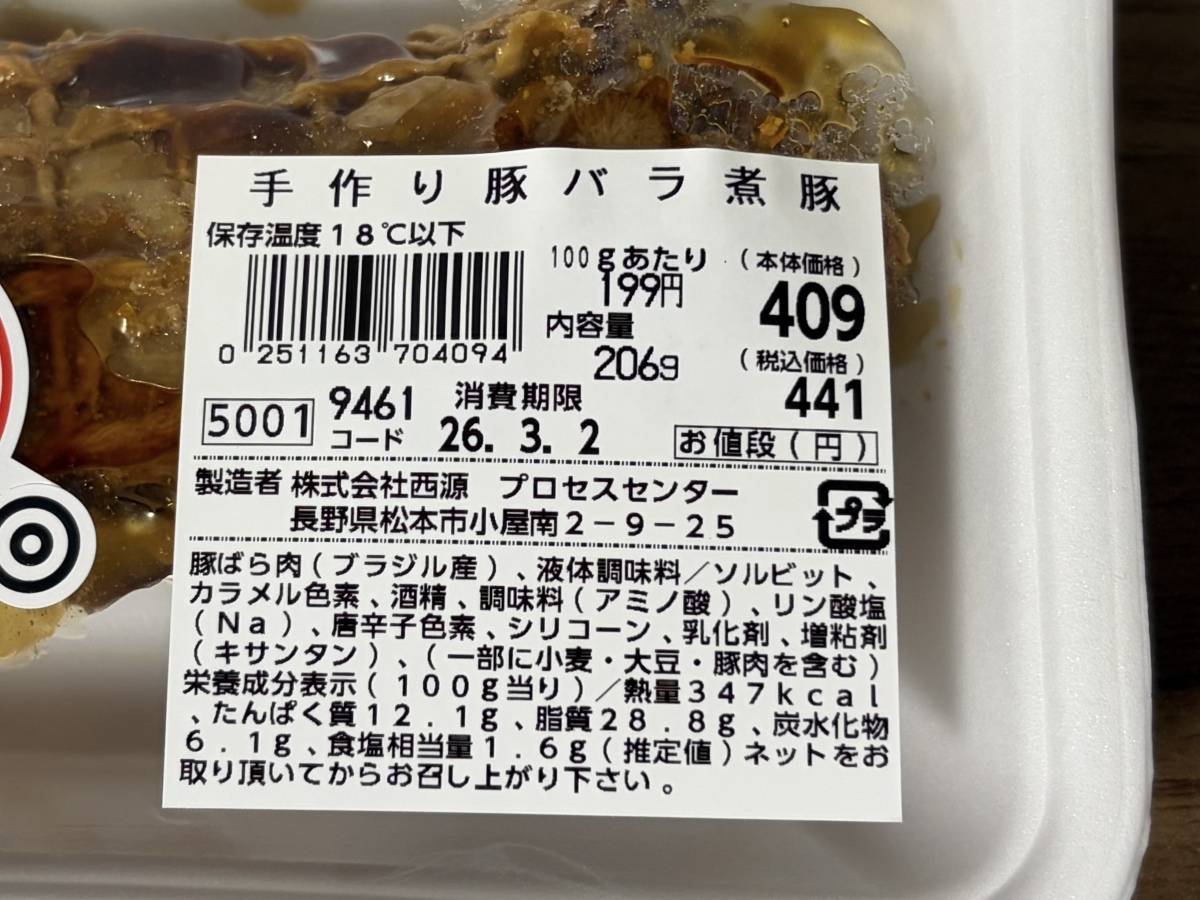 手作り豚バラ煮豚
保存温度18℃以下
100gあたり
199円
(本体価格)
409
内容量
206g
(税込価格)
441
0 251163 704094
5001
9461
コード
消費期限
26.3.2
お値段(円)
製造者 株式会社西源 プロセスセンター
長野県松本市小屋南2-9-25
プラ
豚ばら肉(ブラジル産)、液体調味料/ソルビット、
カラメル色素、酒精、調味料(アミノ酸)、リン酸塩
(Na)、唐辛子色素、シリコーン、乳化剤、増粘剤
(キサンタン)、(一部に小麦・大豆・豚肉を含む)
栄養成分表示(100g当り)/熱量347kcal
、たんぱく質12.1g、脂質28.8g、炭水化物
6.1g、食塩相当量1.6g(推定値)ネットをお
取り頂いてからお召し上がり下さい。